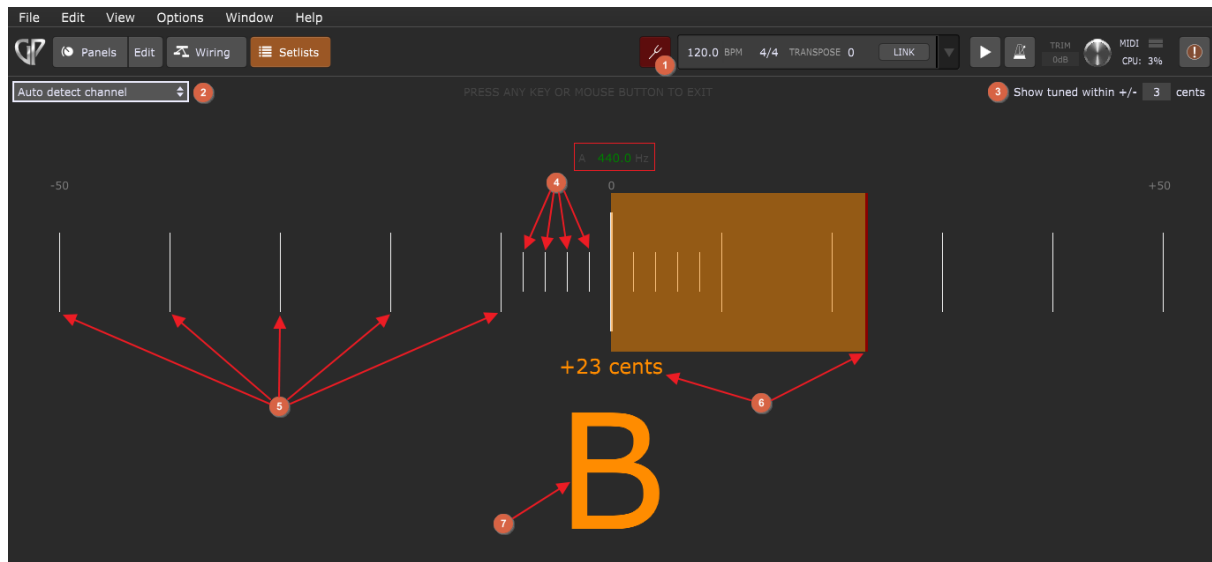 File Edit View Options Window Help
GP Panels Edit Wiring Setlists 120.0 BPM 4/4 TRANSPOSE 0 LINK TRIM 0dB MIDI CPU: 3%
1
Auto detect channel 2 PRESS ANY KEY OR MOUSE BUTTON TO EXIT 3 Show tuned within +/- 3 cents
A 440.0 Hz
-50 4 0 +50
+23 cents
5 6
B
7